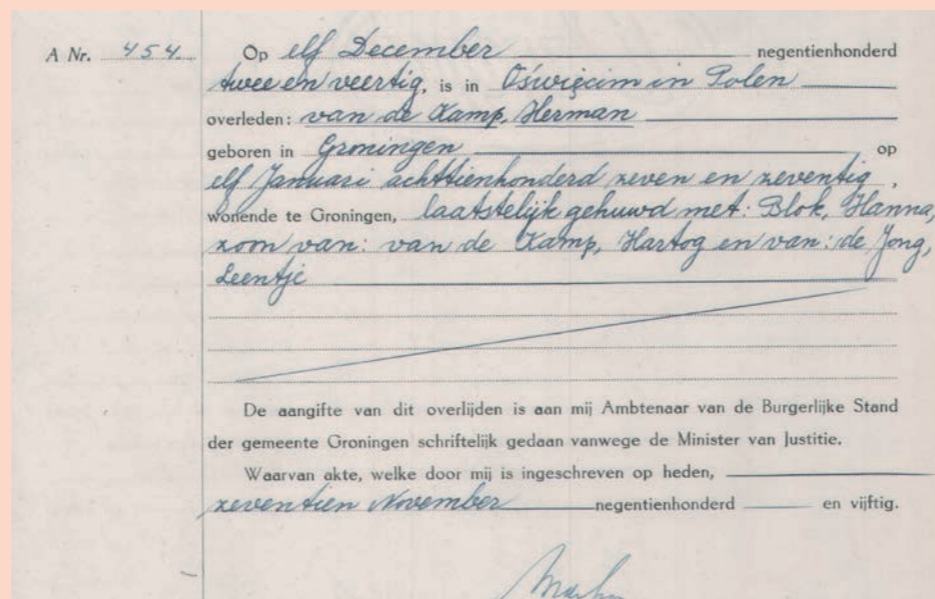 A Nr. 454. Op elf December negentienhonderd
twee en veertig, is in Oświęcim in Polen
overleden: van de Kamp, Herman
geboren in Groningen op
elf Januari achttienhonderd zeven en zeventig,
wonende te Groningen, laatstelijk gehuwd met: Blok, Hanna,
zoon van: van de Kamp, Hartog en van: de Jong,
Leentje
De aangifte van dit overlijden is aan mij Ambtenaar van de Burgerlijke Stand
der gemeente Groningen schriftelijk gedaan vanwege de Minister van Justitie.
Waarvan akte, welke door mij is ingeschreven op heden,
zeventien November negentienhonderd en vijftig.